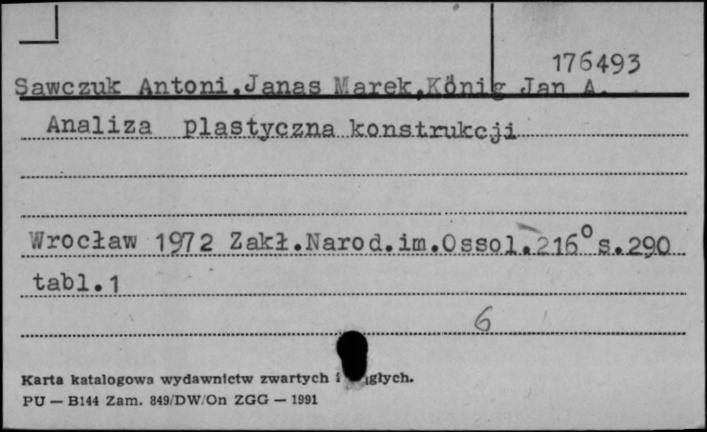 176493
Sawczuk Antoni,Janas Marek,König Jan A.
Analiza plastyczna konstrukcji
Wrocław 1972 Zakł.Narod.im.Ossol.216° s.290
tabl.1
6
Karta katalogowa wydawnictw zwartych i
PU — B144 Zam. 849/DW/On ZGG — 1991